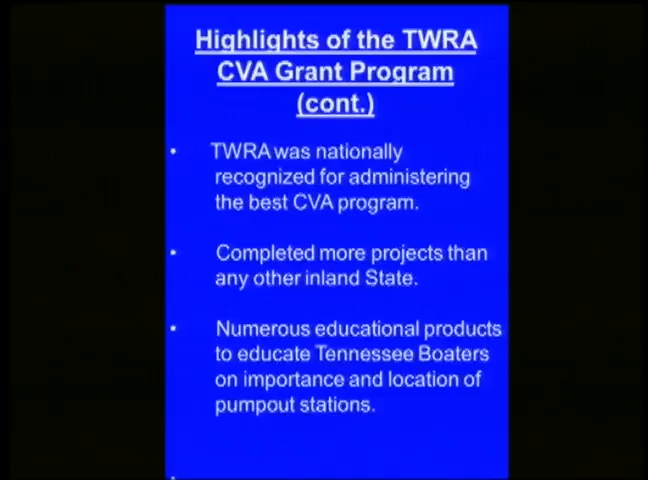 Highlights of the TWRA
CVA Grant Program
(cont.)
• TWRA was nationally
recognized for administering
the best CVA program.
• Completed more projects than
any other inland State.
• Numerous educational products
to educate Tennessee Boaters
on importance and location of
pumpout stations.